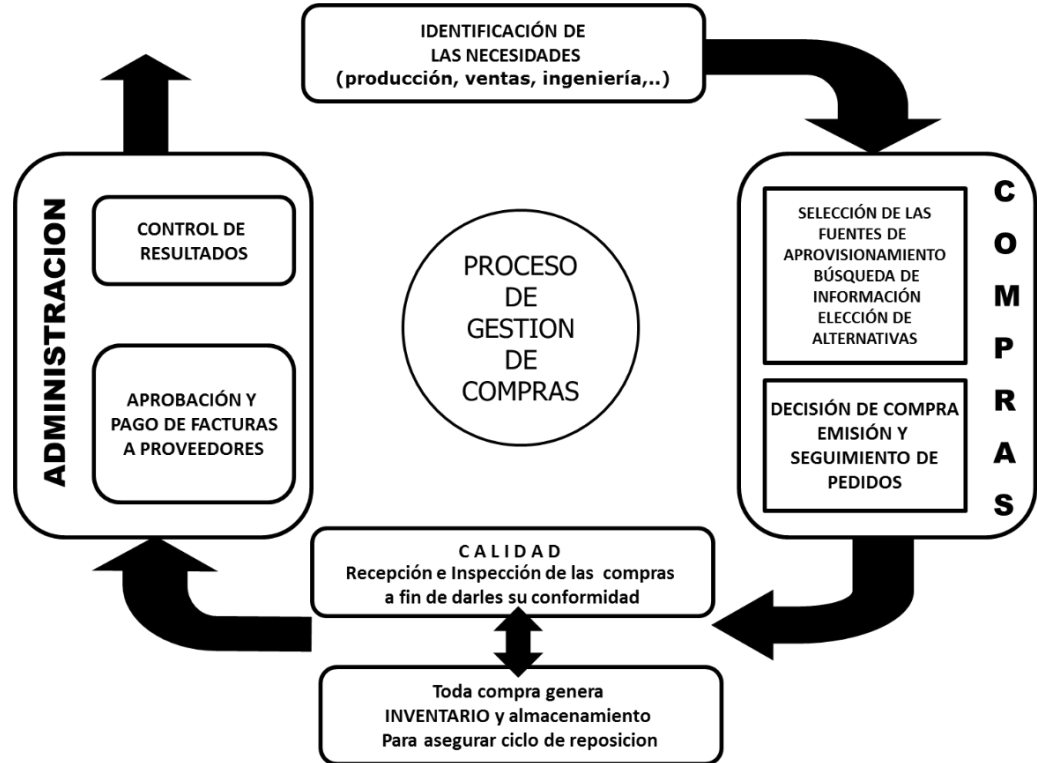 IDENTIFICACIÓN DE
LAS NECESIDADES
(producción, ventas, ingeniería,..)
COMPRAS
SELECCIÓN DE LAS
FUENTES DE
APROVISIONAMIENTO
BÚSQUEDA DE
INFORMACIÓN
ELECCIÓN DE
ALTERNATIVAS
DECISIÓN DE COMPRA
EMISIÓN Y
SEGUIMIENTO DE
PEDIDOS
C A L I D A D
Recepción e Inspección de las compras
a fin de darles su conformidad
Toda compra genera
INVENTARIO y almacenamiento
Para asegurar ciclo de reposicion
ADMINISTRACION
CONTROL DE
RESULTADOS
APROBACIÓN Y
PAGO DE FACTURAS
A PROVEEDORES
PROCESO
DE
GESTION
DE
COMPRAS